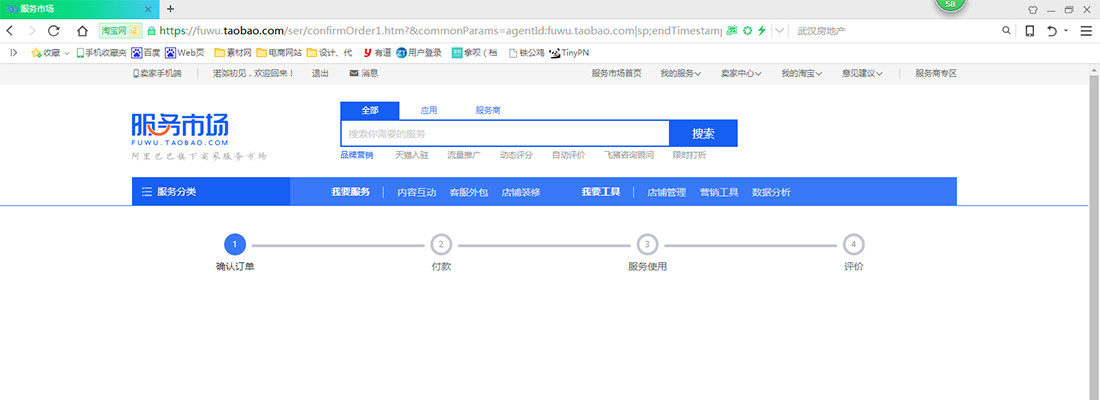 服务市场
58
淘宝网 证 https://fuwu.taobao.com/ser/confirmOrder1.htm?&commonParams=agentId:fuwu.taobao.com|sp;endTimestamp 武汉房地产
收藏 手机收藏夹 百度 Web页 素材网 电商网站 设计、代 有道 用户登录 拿呗（档 铁公鸡 TinyPN
卖家手机端 若如初见，欢迎回来！ 退出 消息 服务市场首页 我的服务 卖家中心 我的淘宝 意见建议 服务商专区
全部 应用 服务商
服务市场
FUWU.TAOBAO.COM
阿里巴巴旗下商家服务市场
搜索你需要的服务 搜索
品牌营销 天猫入驻 流量推广 动态评分 自动评价 飞猪咨询顾问 限时打折
服务分类 我要服务 内容互动 客服外包 店铺装修 我要工具 店铺管理 营销工具 数据分析
1 2 3 4
确认订单 付款 服务使用 评价